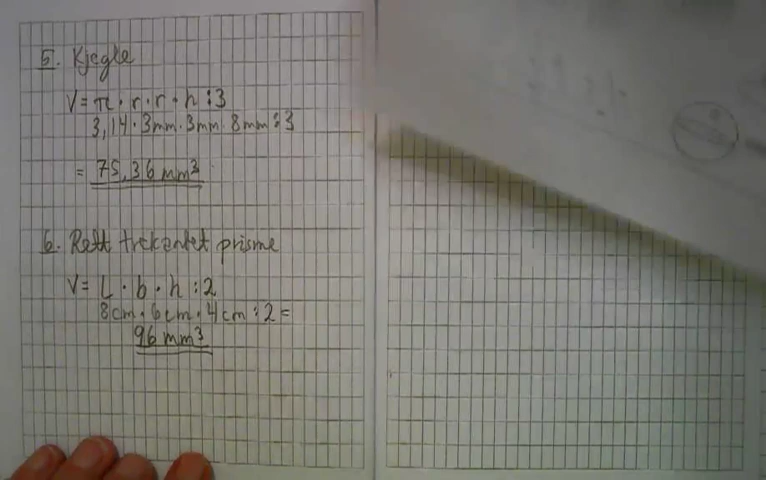 5. Kjegle
V = π · r · r · h : 3
3,14 · 3mm · 3mm · 8mm : 3
= 75,36 mm³
6. Rett trekantet prisme
V = L · b · h : 2
8cm · 6cm · 4cm : 2 =
96 mm³